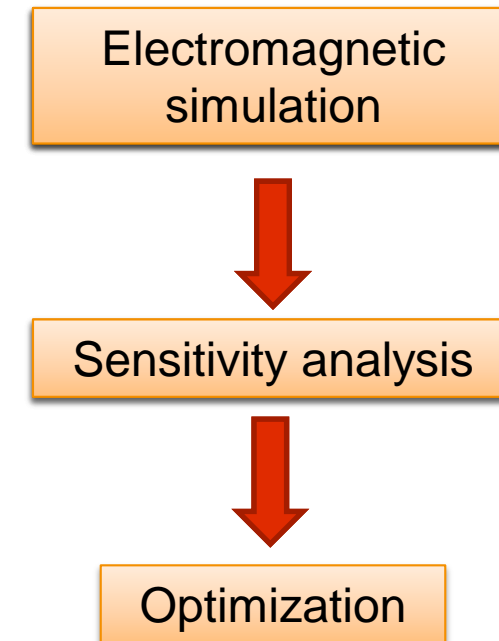 Electromagnetic
simulation
Sensitivity analysis
Optimization